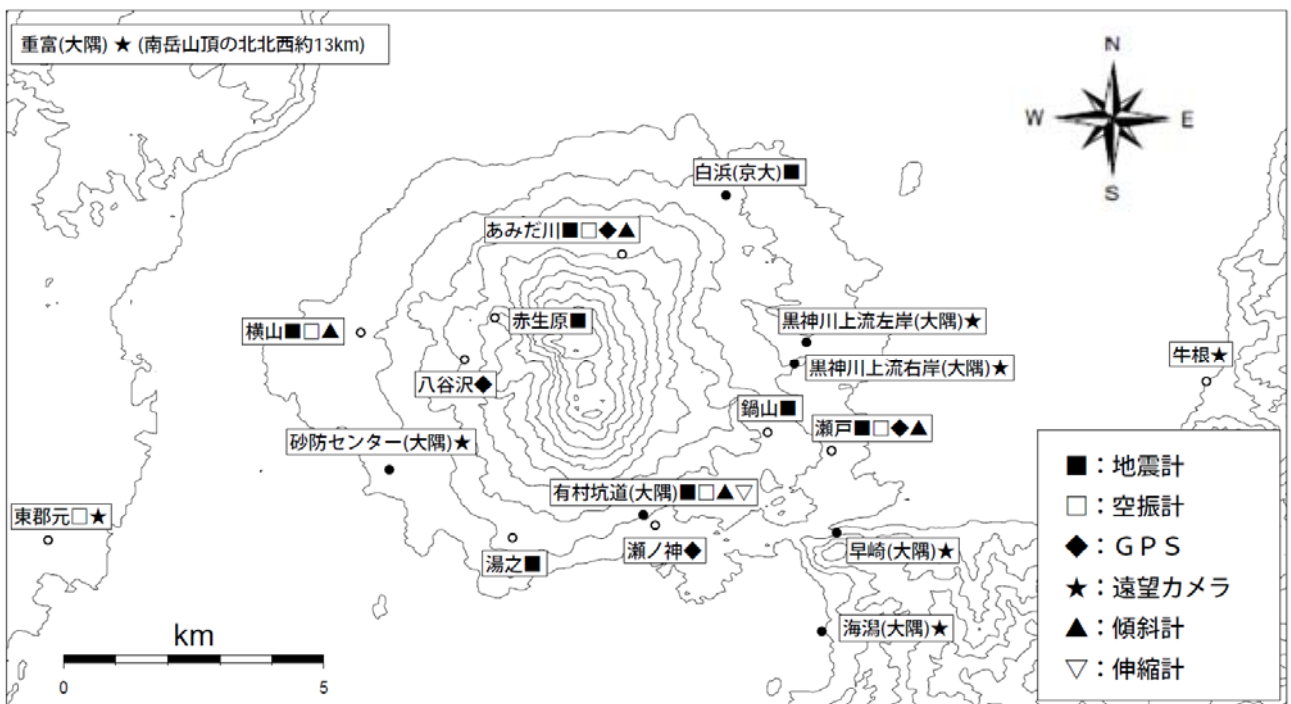 重富(大隅) ★ (南岳山頂の北北西約13km)
N
W
E
S
白浜(京大)■
あみだ川■□◆▲
赤生原■
横山■□▲
黒神川上流左岸(大隅)★
黒神川上流右岸(大隅)★
牛根★
八谷沢◆
鍋山■
瀬戸■□◆▲
砂防センター(大隅)★
有村坑道(大隅)■□▲▽
東郡元□★
瀬ノ神◆
湯之■
早崎(大隅)★
海潟(大隅)★
km
0
5
■：地震計
□：空振計
◆：ＧＰＳ
★：遠望カメラ
▲：傾斜計
▽：伸縮計